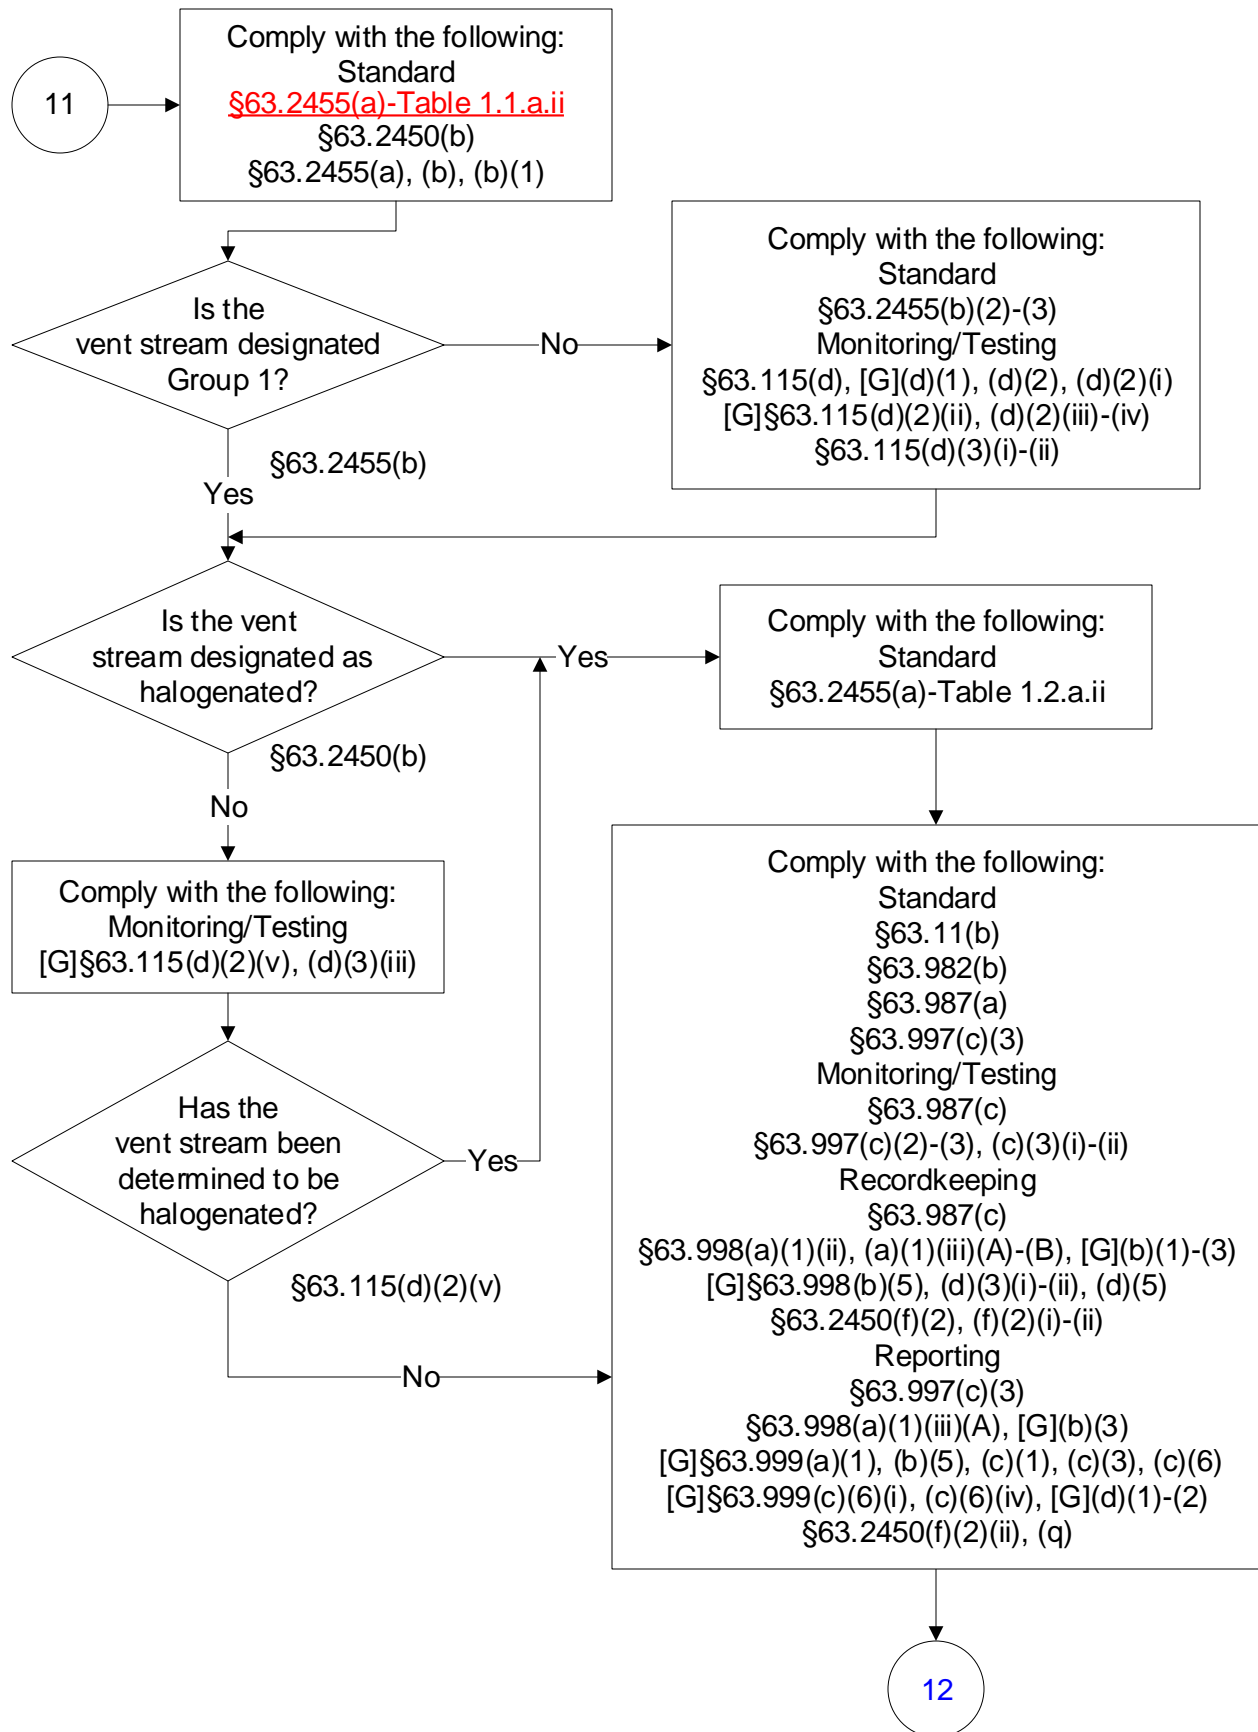 11
Comply with the following:
Standard
§63.2455(a)-Table 1.1.a.ii
§63.2450(b)
§63.2455(a), (b), (b)(1)
Is the
vent stream designated
Group 1?
No
Comply with the following:
Standard
§63.2455(b)(2)-(3)
Monitoring/Testing
§63.115(d), [G](d)(1), (d)(2), (d)(2)(i)
[G]§63.115(d)(2)(ii), (d)(2)(iii)-(iv)
§63.115(d)(3)(i)-(ii)
§63.2455(b)
Yes
Is the vent
stream designated as
halogenated?
Yes
Comply with the following:
Standard
§63.2455(a)-Table 1.2.a.ii
§63.2450(b)
No
Comply with the following:
Monitoring/Testing
[G]§63.115(d)(2)(v), (d)(3)(iii)
Has the
vent stream been
determined to be
halogenated?
Yes
§63.115(d)(2)(v)
No
Comply with the following:
Standard
§63.11(b)
§63.982(b)
§63.987(a)
§63.997(c)(3)
Monitoring/Testing
§63.987(c)
§63.997(c)(2)-(3), (c)(3)(i)-(ii)
Recordkeeping
§63.987(c)
§63.998(a)(1)(ii), (a)(1)(iii)(A)-(B), [G](b)(1)-(3)
[G]§63.998(b)(5), (d)(3)(i)-(ii), (d)(5)
§63.2450(f)(2), (f)(2)(i)-(ii)
Reporting
§63.997(c)(3)
§63.998(a)(1)(iii)(A), [G](b)(3)
[G]§63.999(a)(1), (b)(5), (c)(1), (c)(3), (c)(6)
[G]§63.999(c)(6)(i), (c)(6)(iv), [G](d)(1)-(2)
§63.2450(f)(2)(ii), (q)
12